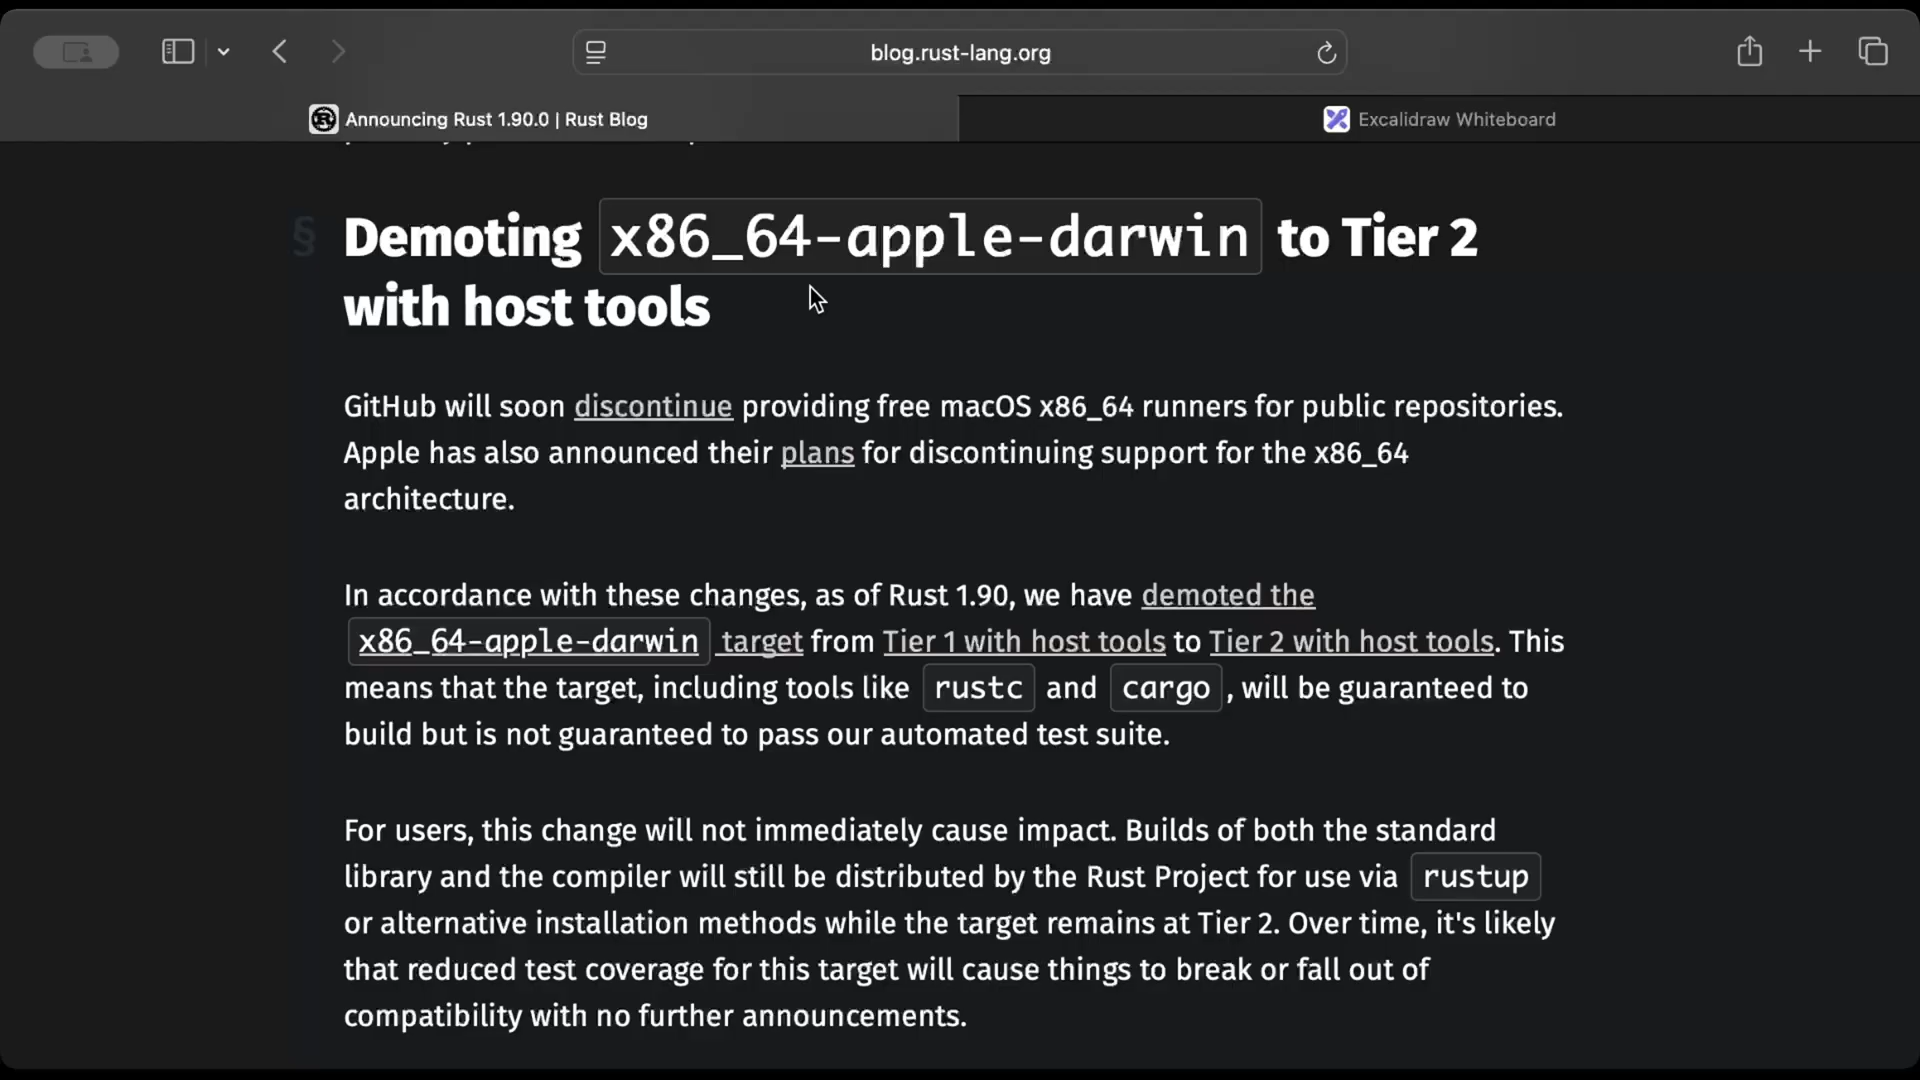 blog.rust-lang.org
Announcing Rust 1.90.0 | Rust Blog
Excalidraw Whiteboard
§ Demoting x86_64-apple-darwin to Tier 2
with host tools
GitHub will soon discontinue providing free macOS x86_64 runners for public repositories.
Apple has also announced their plans for discontinuing support for the x86_64
architecture.
In accordance with these changes, as of Rust 1.90, we have demoted the
x86_64-apple-darwin target from Tier 1 with host tools to Tier 2 with host tools. This
means that the target, including tools like rustc and cargo, will be guaranteed to
build but is not guaranteed to pass our automated test suite.
For users, this change will not immediately cause impact. Builds of both the standard
library and the compiler will still be distributed by the Rust Project for use via rustup
or alternative installation methods while the target remains at Tier 2. Over time, it's likely
that reduced test coverage for this target will cause things to break or fall out of
compatibility with no further announcements.